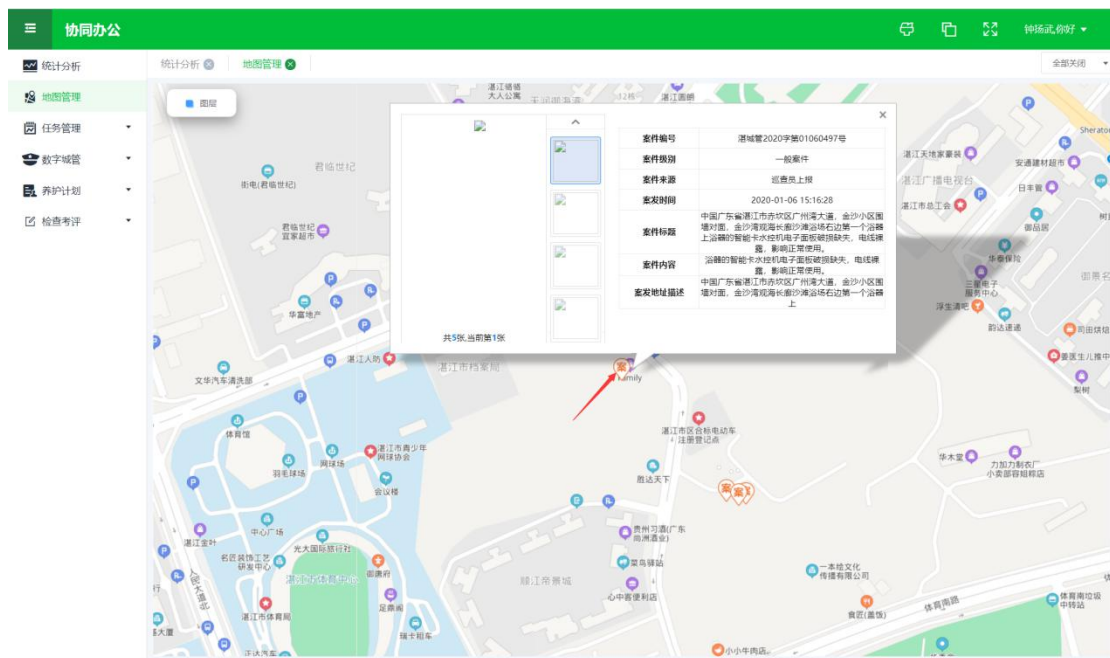 协同办公
钟扬武,你好
统计分析
地图管理
任务管理
数字城管
养护计划
检查考评
统计分析
地图管理
全部关闭
图层
共5张,当前第1张
案件编号 湛城管2020字第01060497号
案件级别 一般案件
案件来源 巡查员上报
案发时间 2020-01-06 15:16:28
案件标题
中国广东省湛江市赤坎区广州湾大道、金沙小区围
墙对面、金沙湾观海长廊沙滩浴场右边第一个浴器
上浴器的智能卡水控机电子面板破损缺失、电线裸
露，影响正常使用。
案件内容
浴器的智能卡水控机电子面板破损缺失、电线裸
露，影响正常使用。
案发地址描述
中国广东省湛江市赤坎区广州湾大道、金沙小区围
墙对面、金沙湾观海长廊沙滩浴场右边第一个浴器
上
大人公寓
君临世纪
街电(君临世纪)
君临世纪
宜家超市
华富地产
湛江人防
湛江市档案局
文华汽车清洗部
体育馆
羽毛球场
网球场
湛江市青少年
网球协会
会议楼
湛江金叶
中心广场
名匠装饰工艺
研发中心
光大国际旅行社
湛江市体育中心
御唐府
湛江市体育局
足鼎阁
瑞卡租车
Family
案
湛江市区合标电动车
注册登记点
胜达天下
案
案
贵州习酒(广东
尚洲酒业)
菜鸟驿站
心中客便利店
顺江帝景城
小小牛肉店
一本绘文化
传播有限公司
食匠(盖饭)
体育南路
体育南垃圾
中转站
华木堂
力加力制衣厂
小卖部容姐粽店
Sheraton
湛江天地家豪装
安通建材超市
湛江广播电视台
日丰管
湛江市总工会
御品居
华泰保险
三星电子
服务中心
浮生清吧
韵达速递
司田烘焙
姜医生儿推中
梨树